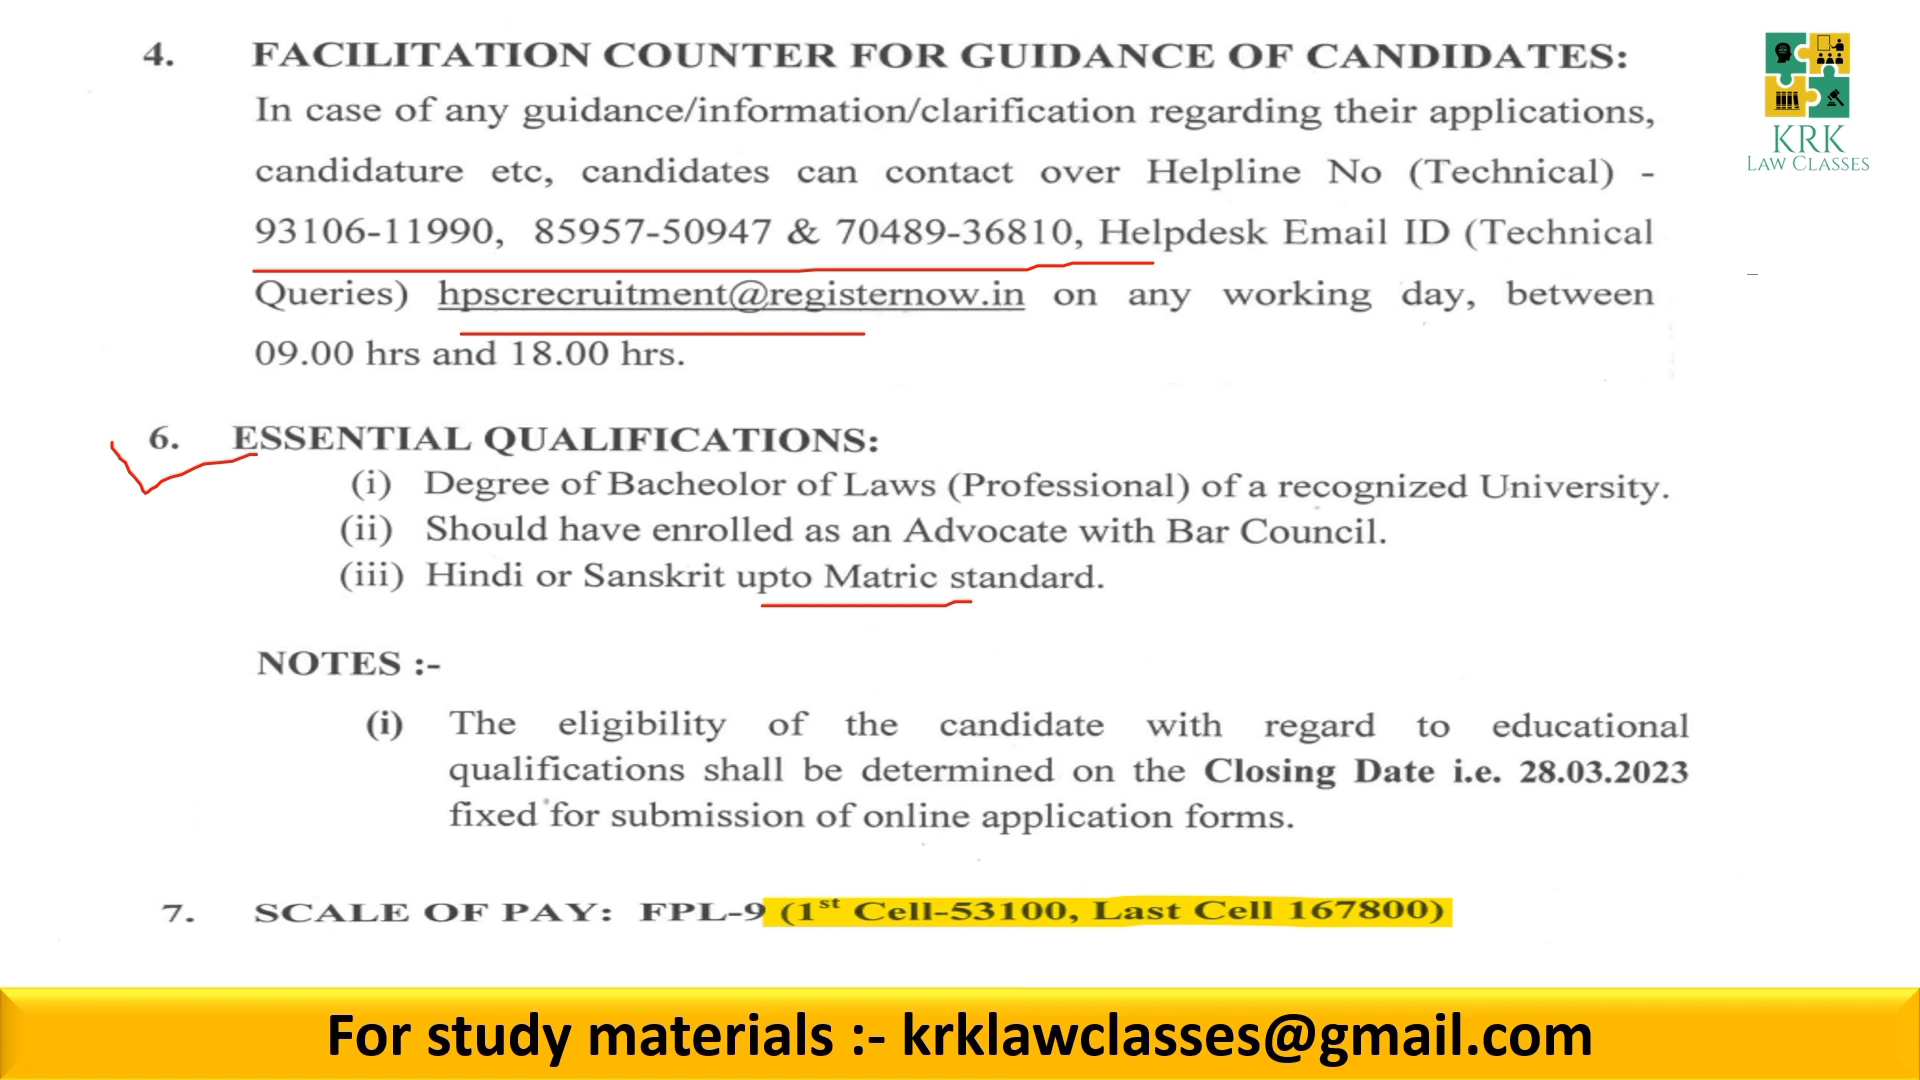 4. FACILITATION COUNTER FOR GUIDANCE OF CANDIDATES:
In case of any guidance/information/clarification regarding their applications,
candidature etc, candidates can contact over Helpline No (Technical) -
93106-11990, 85957-50947 & 70489-36810, Helpdesk Email ID (Technical
Queries) hpscrecruitment@registernow.in on any working day, between
09.00 hrs and 18.00 hrs.
KRK
LAW CLASSES
6. ESSENTIAL QUALIFICATIONS:
(i) Degree of Bacheolor of Laws (Professional) of a recognized University.
(ii) Should have enrolled as an Advocate with Bar Council.
(iii) Hindi or Sanskrit upto Matric standard.
NOTES :-
(i) The eligibility of the candidate with regard to educational
qualifications shall be determined on the Closing Date i.e. 28.03.2023
fixed for submission of online application forms.
7. SCALE OF PAY: FPL-9 (1st Cell-53100, Last Cell 167800)
For study materials :- krklawclasses@gmail.com